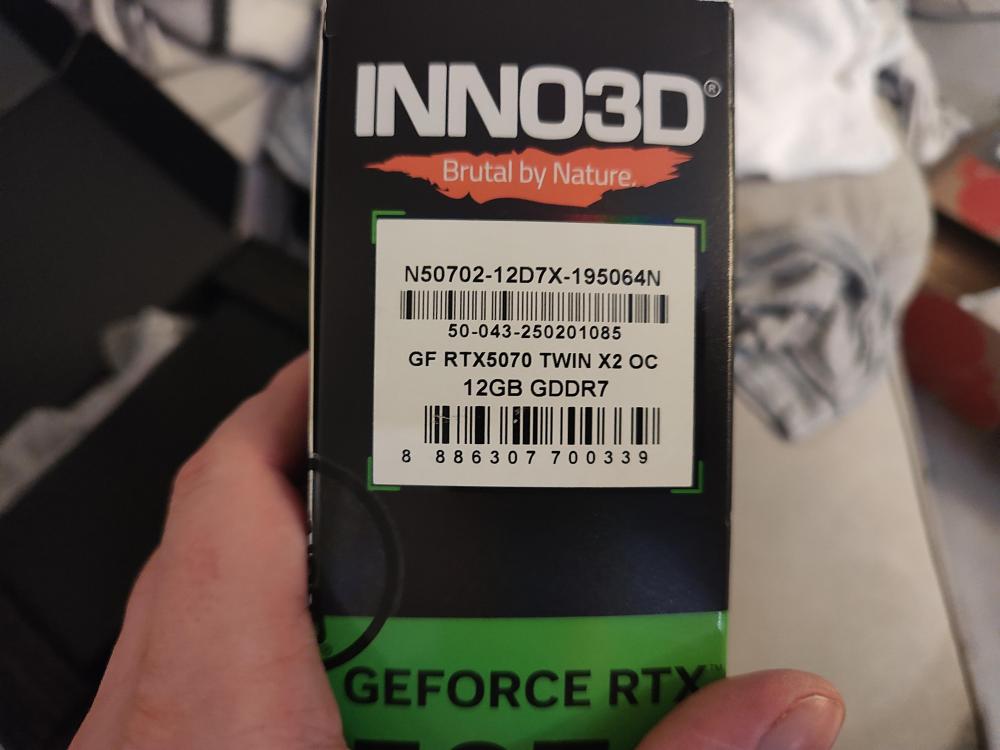 INNO3D®
Brutal by Nature.
N50702-12D7X-195064N
50-043-250201085
GF RTX5070 TWIN X2 OC
12GB GDDR7
8 886307 700339
GEFORCE RTX™